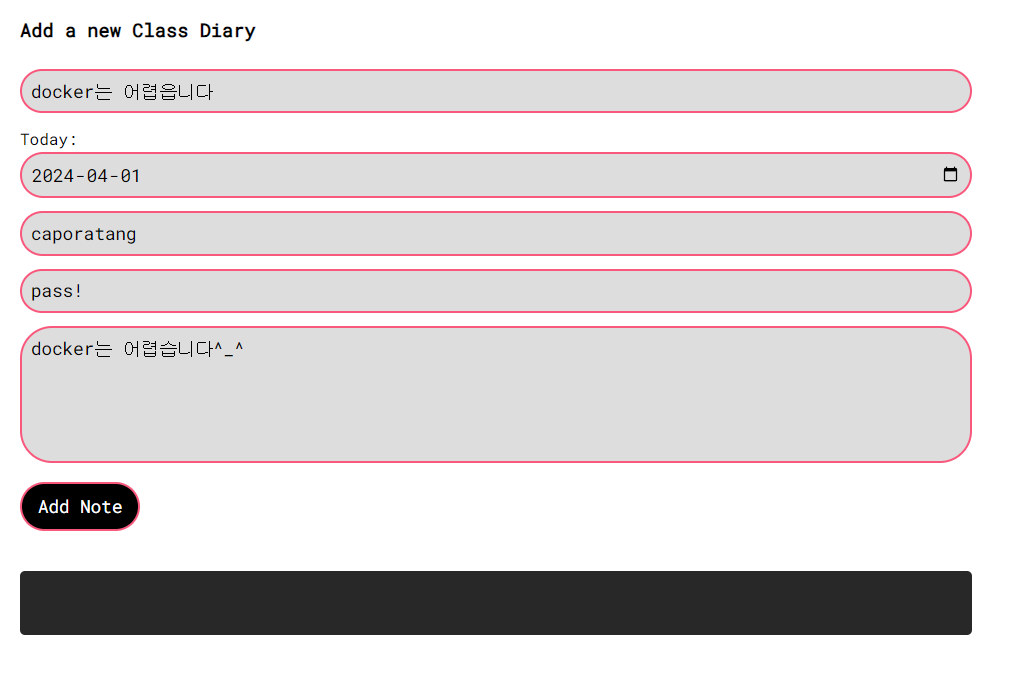 Add a new Class Diary
docker는 어렵읍니다
Today:
2024-04-01
caporatang
pass!
docker는 어렵습니다^_^
Add Note